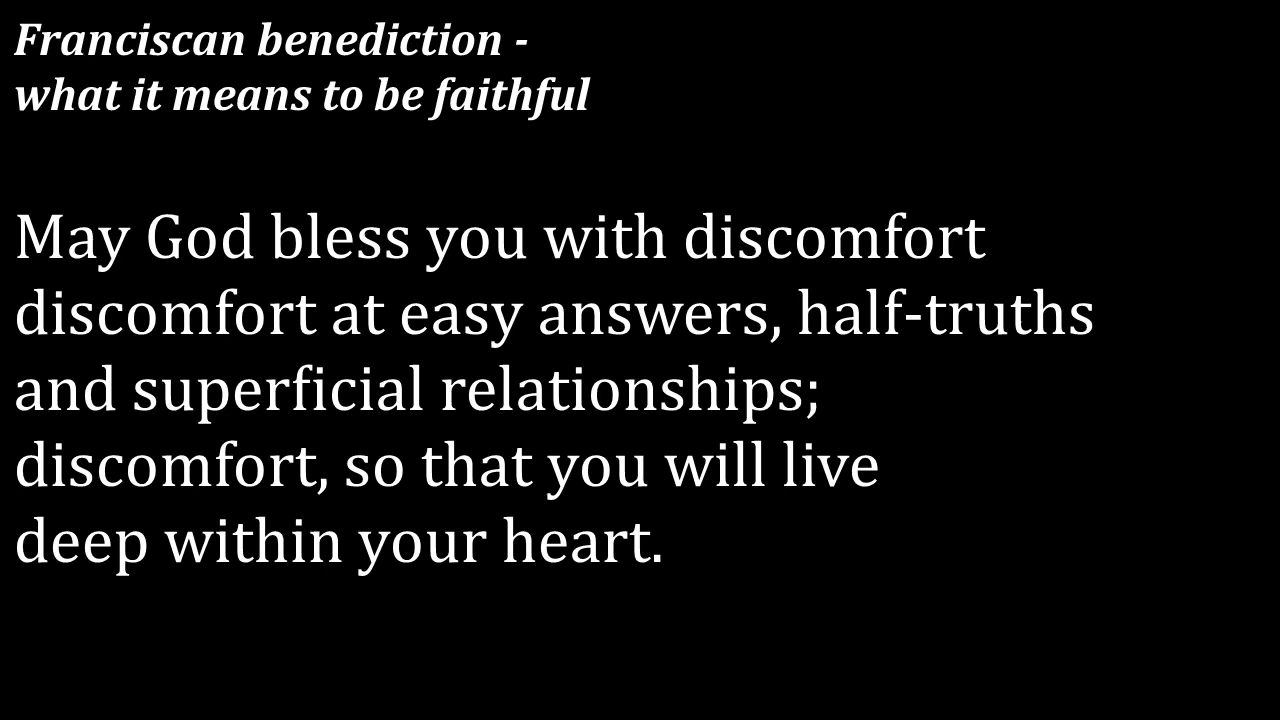 Franciscan benediction -
what it means to be faithful
May God bless you with discomfort
discomfort at easy answers, half-truths
and superficial relationships;
discomfort, so that you will live
deep within your heart.